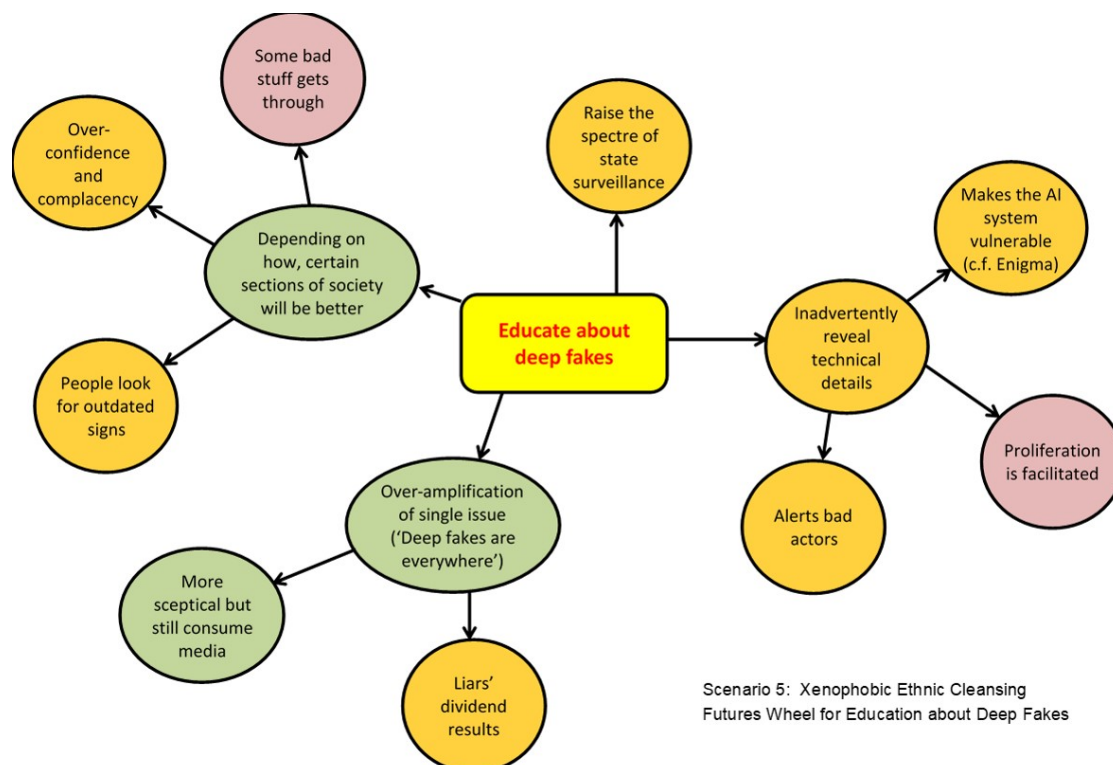 Some bad
stuff gets
through
Over-
confidence
and
complacency
Raise the
spectre of
state
surveillance
Makes the AI
system
vulnerable
(c.f. Enigma)
Depending on
how, certain
sections of society
will be better
Educate about
deep fakes
Inadvertently
reveal
technical
details
People look
for outdated
signs
Proliferation
is facilitated
Over-amplification
of single issue
(‘Deep fakes are
everywhere’)
Alerts bad
actors
More
sceptical but
still consume
media
Liars’
dividend
results
Scenario 5: Xenophobic Ethnic Cleansing
Futures Wheel for Education about Deep Fakes